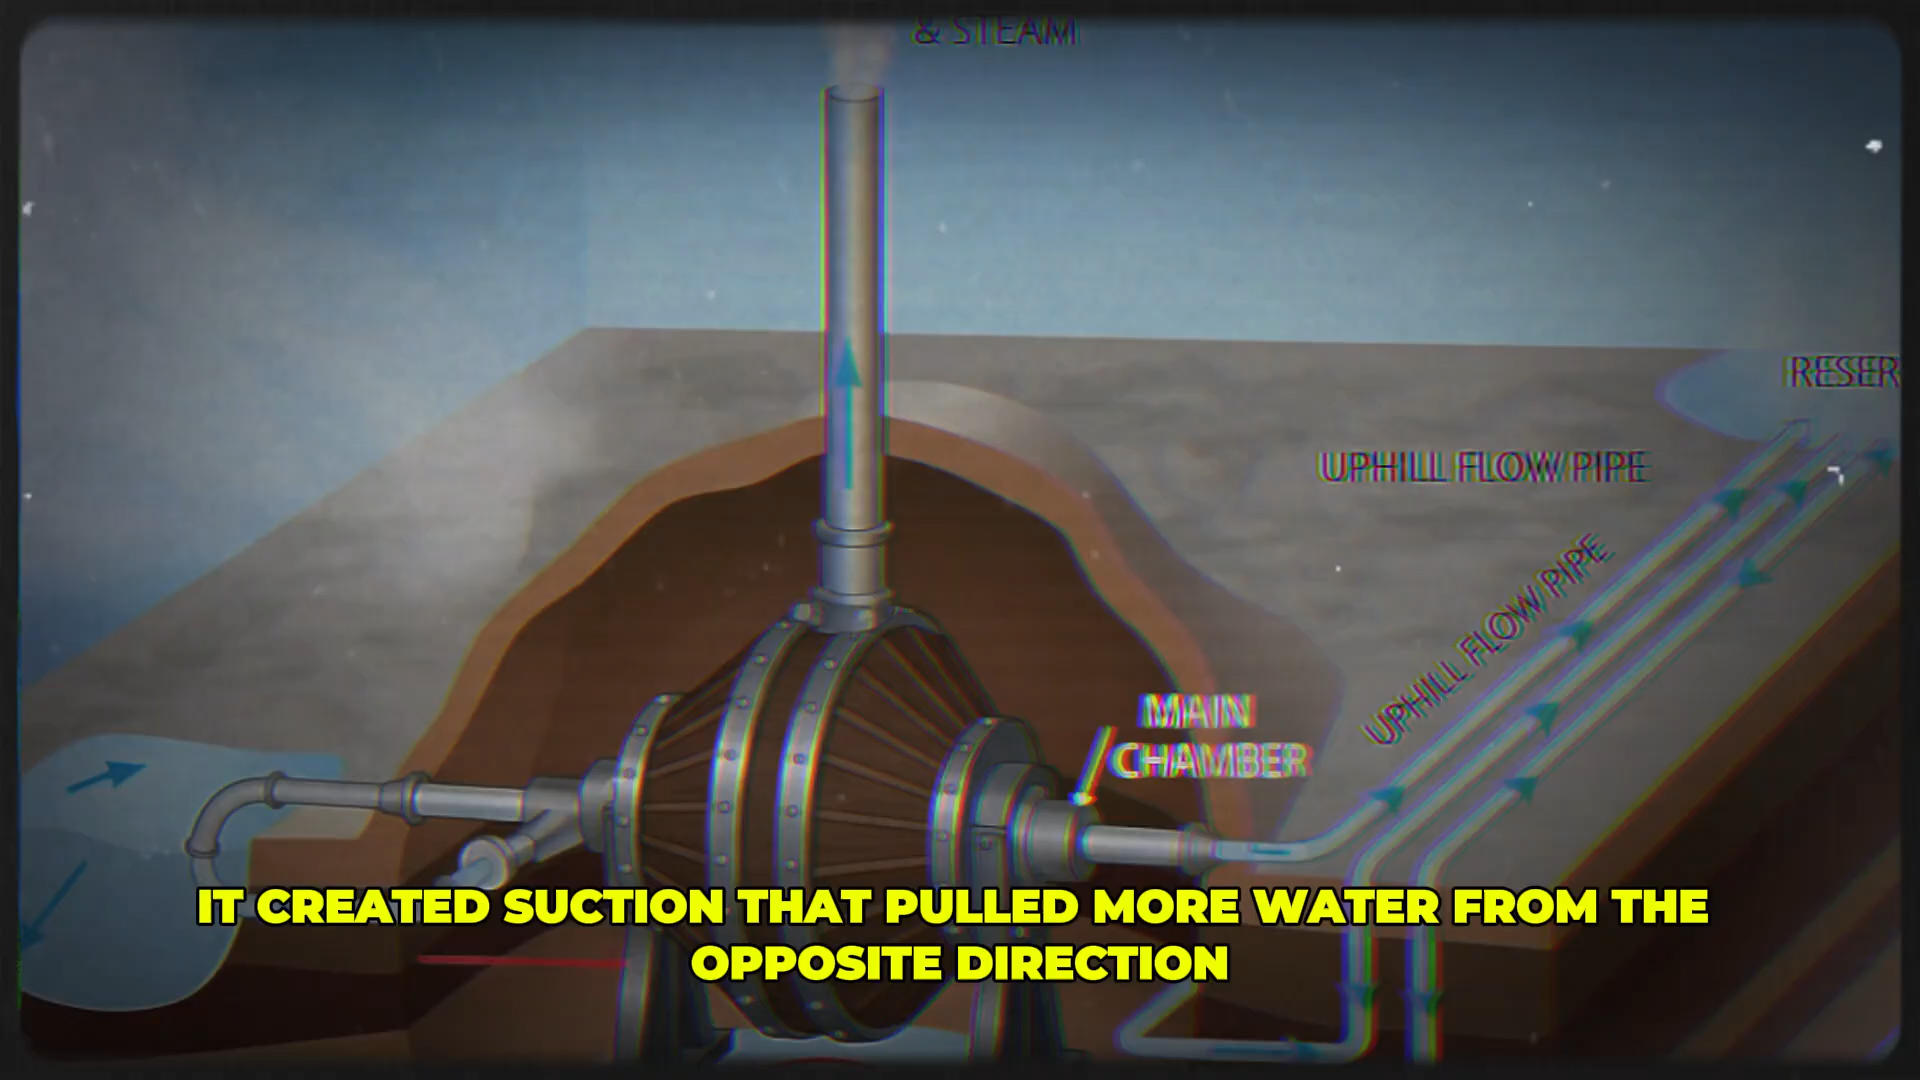 & STEAM
RESER
UPHILL FLOW PIPE
UPHILL FLOW PIPE
MAIN
CHAMBER
IT CREATED SUCTION THAT PULLED MORE WATER FROM THE
OPPOSITE DIRECTION